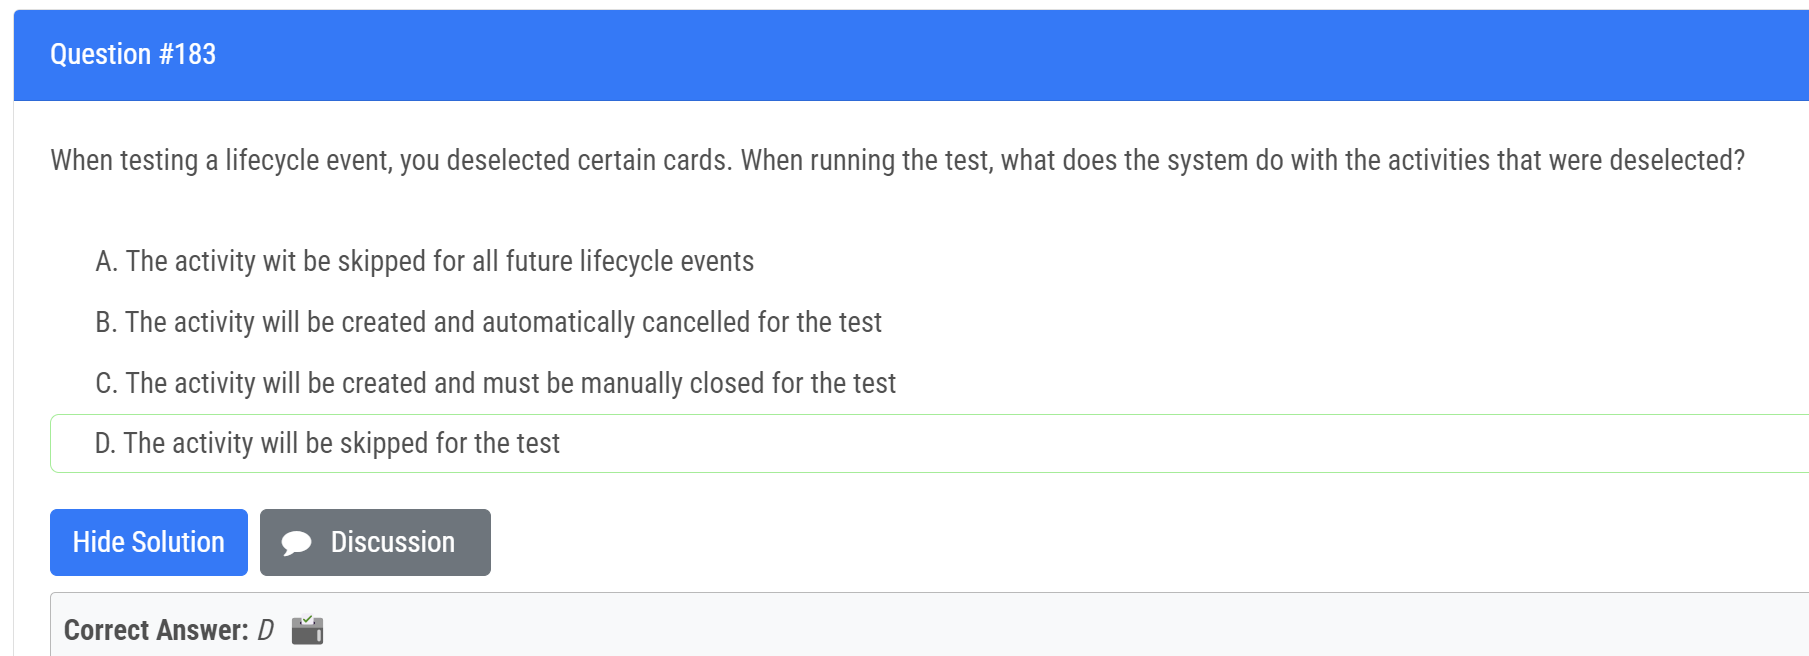 Question #183
When testing a lifecycle event, you deselected certain cards. When running the test, what does the system do with the activities that were deselected?
A. The activity wit be skipped for all future lifecycle events
B. The activity will be created and automatically cancelled for the test
C. The activity will be created and must be manually closed for the test
D. The activity will be skipped for the test
Hide Solution Discussion
Correct Answer: D